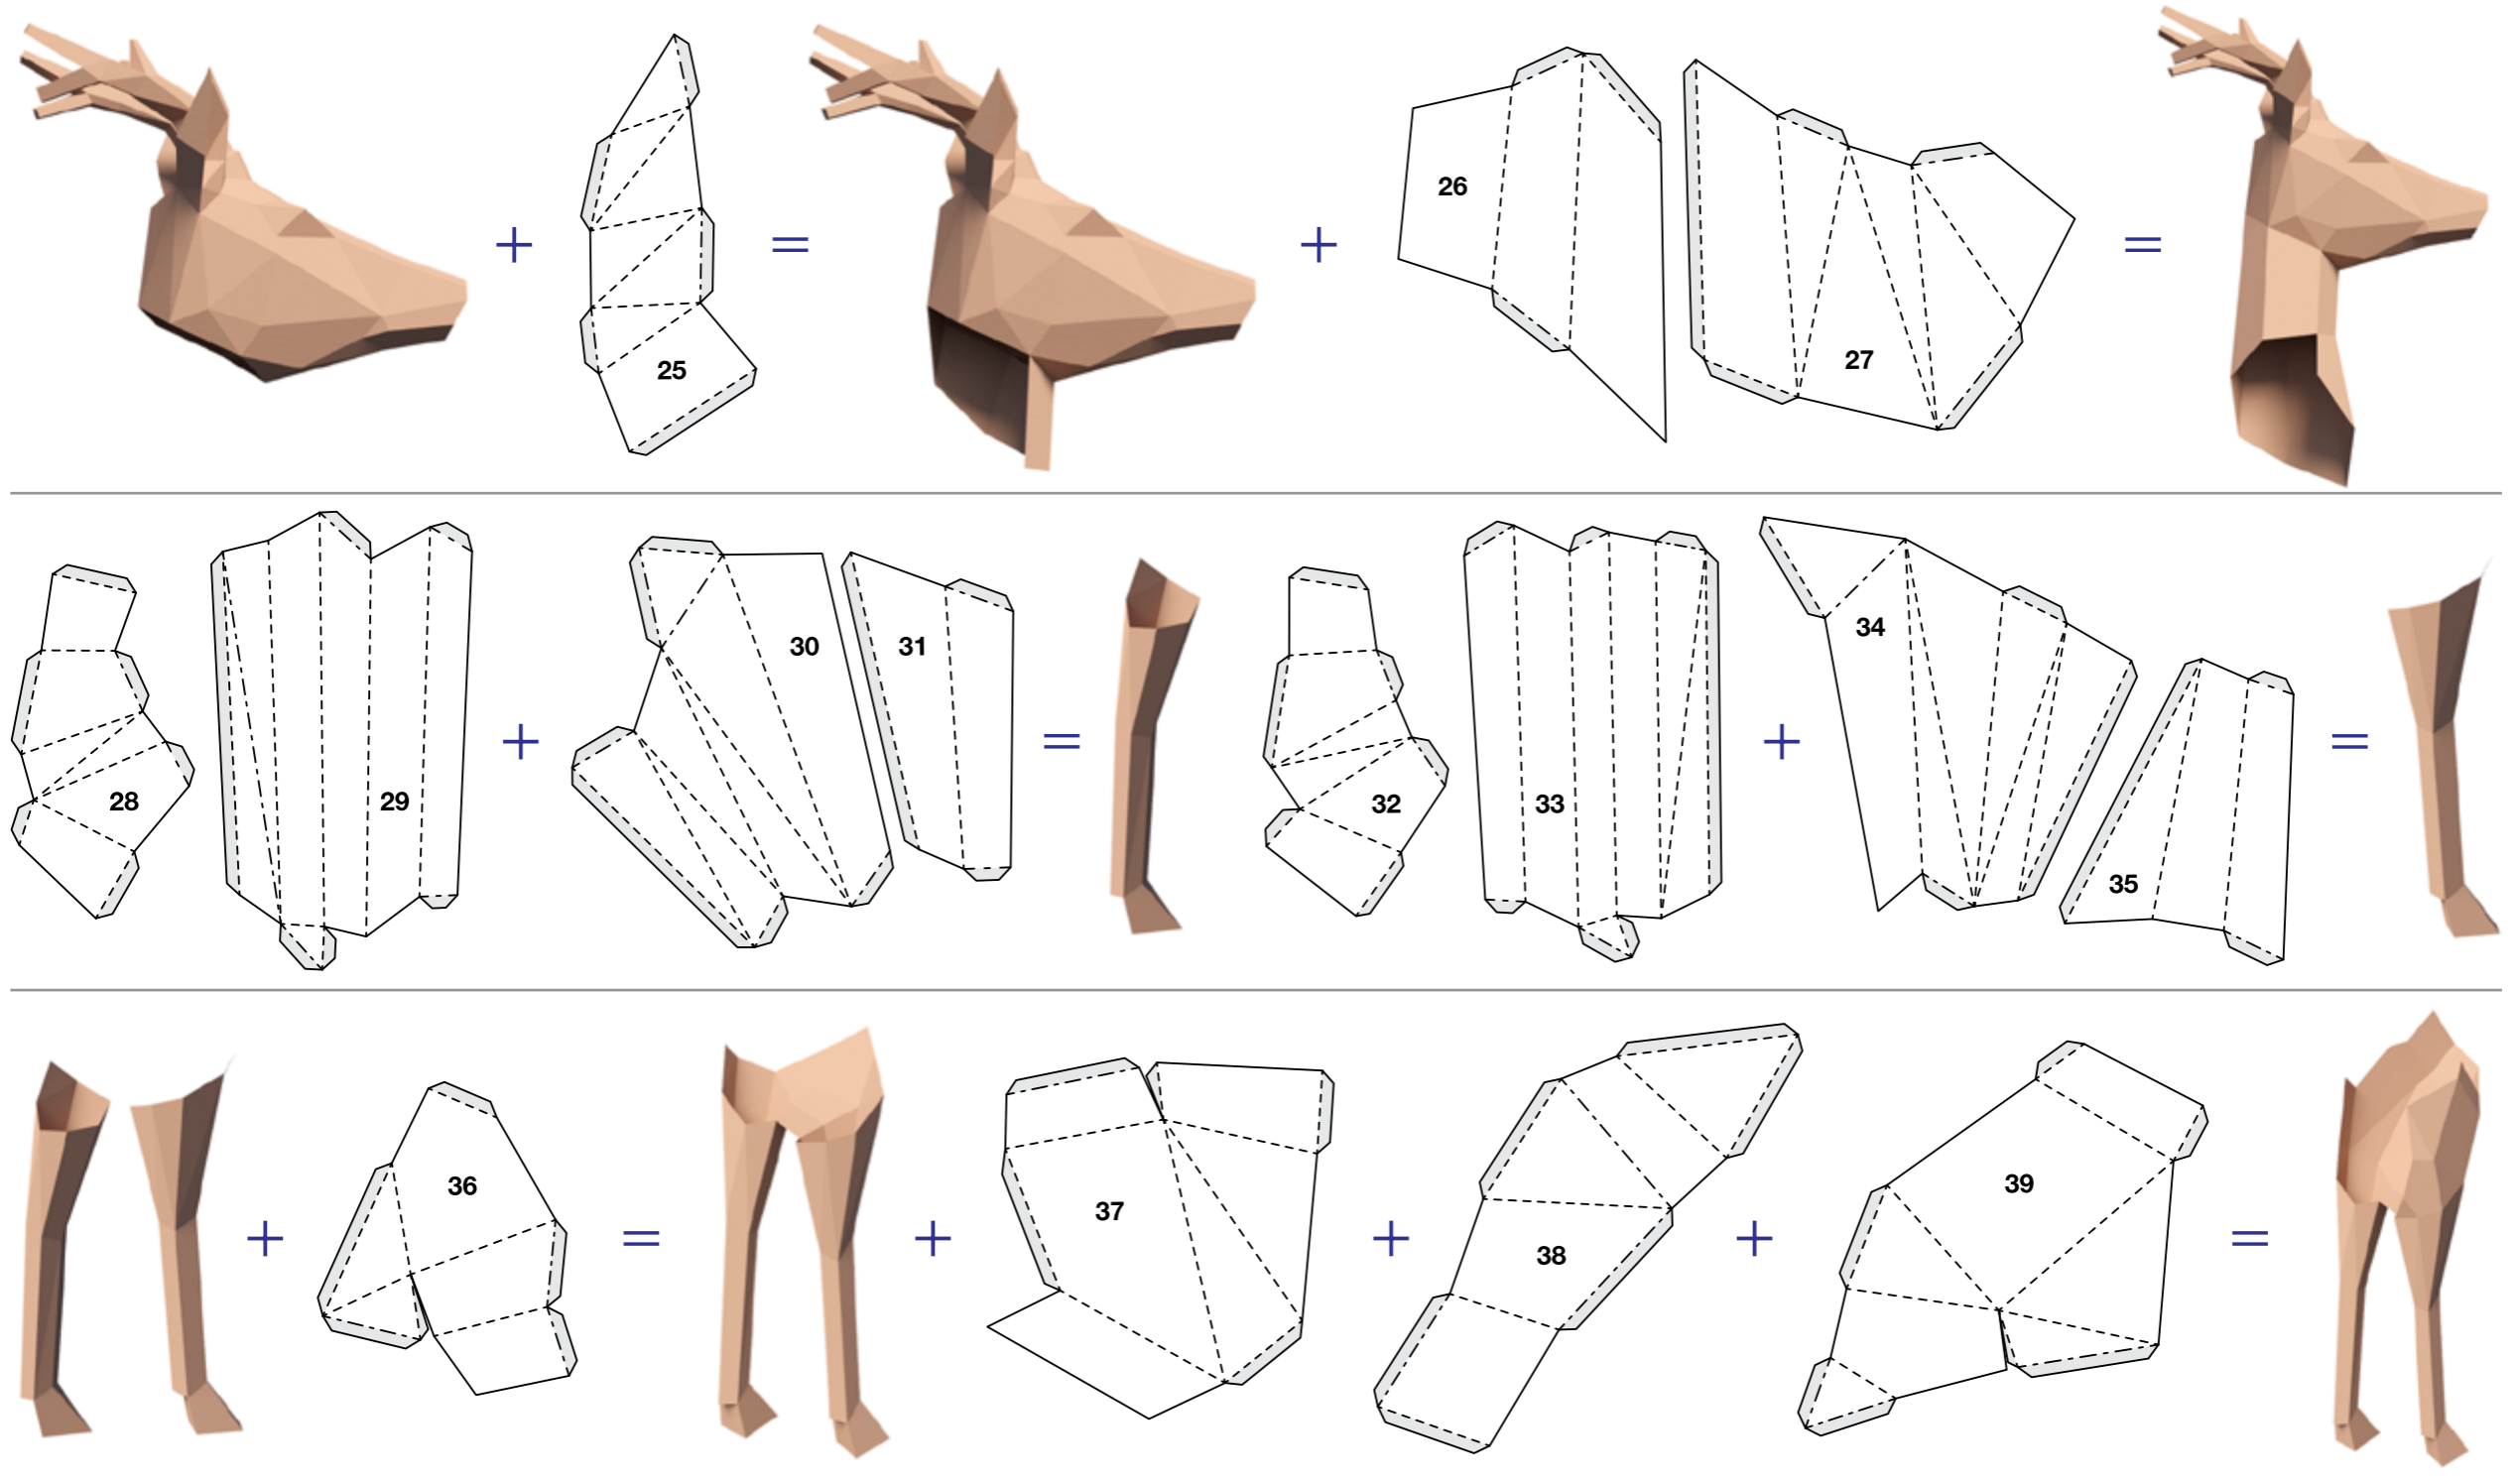 + 25 = + 26 27 =
28 29 + 30 31 = 32 33 + 34 35 =
+ 36 = + 37 + 38 + 39 =